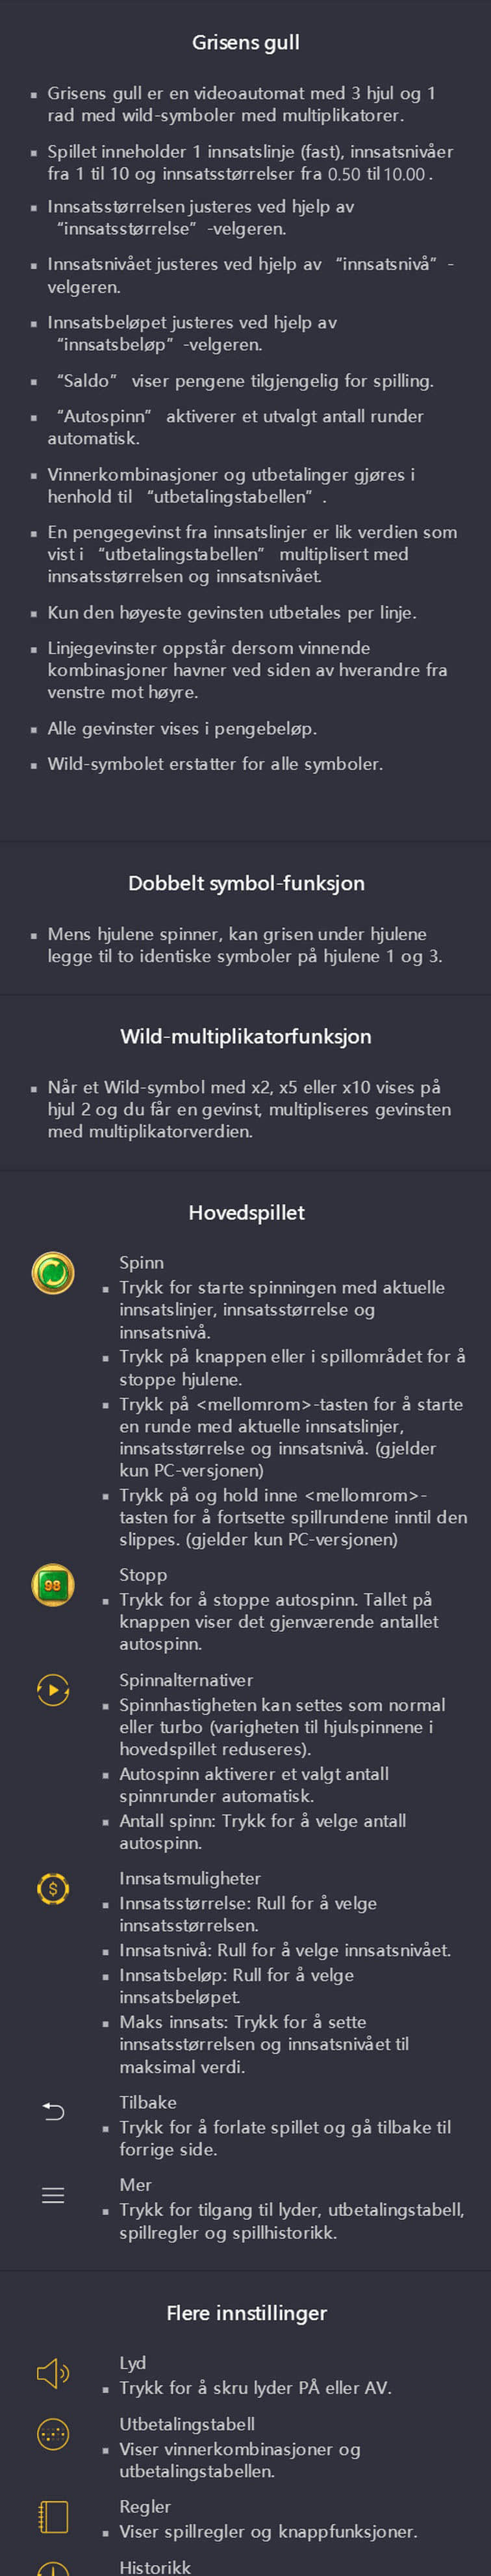 Grisens gull
▪ Grisens gull er en videoautomat med 3 hjul og 1
rad med wild-symboler med multiplikatorer.
▪ Spillet inneholder 1 innsatslinje (fast), innsatsnivåer
fra 1 til 10 og innsatsstørrelser fra 0.50 til 10.00 .
▪ Innsatsstørrelsen justeres ved hjelp av
“innsatsstørrelse” -velgeren.
▪ Innsatsnivået justeres ved hjelp av “innsatsnivå” -
velgeren.
▪ Innsatsbeløpet justeres ved hjelp av
“innsatsbeløp” -velgeren.
▪ “Saldo” viser pengene tilgjengelig for spilling.
▪ “Autospinn” aktiverer et utvalgt antall runder
automatisk.
▪ Vinnerkombinasjoner og utbetalinger gjøres i
henhold til “utbetalingstabellen” .
▪ En pengegevinst fra innsatslinjer er lik verdien som
vist i “utbetalingstabellen” multiplisert med
innsatsstørrelsen og innsatsnivået.
▪ Kun den høyeste gevinsten utbetales per linje.
▪ Linjegevinster oppstår dersom vinnende
kombinasjoner havner ved siden av hverandre fra
venstre mot høyre.
▪ Alle gevinster vises i pengebeløp.
▪ Wild-symbolet erstatter for alle symboler.
Dobbelt symbol-funksjon
▪ Mens hjulene spinner, kan grisen under hjulene
legge til to identiske symboler på hjulene 1 og 3.
Wild-multiplikatorfunksjon
▪ Når et Wild-symbol med x2, x5 eller x10 vises på
hjul 2 og du får en gevinst, multipliseres gevinsten
med multiplikatorverdien.
Hovedspillet
Spinn
▪ Trykk for starte spinningen med aktuelle
innsatslinjer, innsatsstørrelse og
innsatsnivå.
▪ Trykk på knappen eller i spillområdet for å
stoppe hjulene.
▪ Trykk på <mellomrom>-tasten for å starte
en runde med aktuelle innsatslinjer,
innsatsstørrelse og innsatsnivå. (gjelder
kun PC-versjonen)
▪ Trykk på og hold inne <mellomrom>-
tasten for å fortsette spillrundene inntil den
slippes. (gjelder kun PC-versjonen)
98
Stopp
▪ Trykk for å stoppe autospinn. Tallet på
knappen viser det gjenværende antallet
autospinn.
Spinnalternativer
▪ Spinnhastigheten kan settes som normal
eller turbo (varigheten til hjulspinnene i
hovedspillet reduseres).
▪ Autospinn aktiverer et valgt antall
spinnrunder automatisk.
▪ Antall spinn: Trykk for å velge antall
autospinn.
$
Innsatsmuligheter
▪ Innsatsstørrelse: Rull for å velge
innsatsstørrelsen.
▪ Innsatsnivå: Rull for å velge innsatsnivået.
▪ Innsatsbeløp: Rull for å velge
innsatsbeløpet.
▪ Maks innsats: Trykk for å sette
innsatsstørrelsen og innsatsnivået til
maksimal verdi.
Tilbake
▪ Trykk for å forlate spillet og gå tilbake til
forrige side.
Mer
▪ Trykk for tilgang til lyder, utbetalingstabell,
spillregler og spillhistorikk.
Flere innstillinger
Lyd
▪ Trykk for å skru lyder PÅ eller AV.
Utbetalingstabell
▪ Viser vinnerkombinasjoner og
utbetalingstabellen.
Regler
▪ Viser spillregler og knappfunksjoner.
Historikk